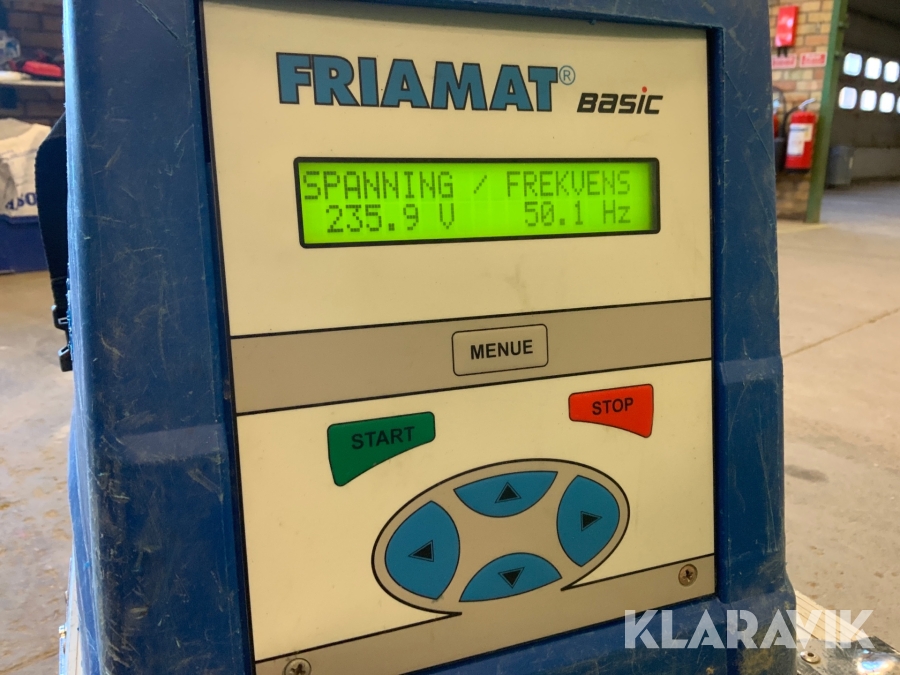 FRIAMAT® BASIC
SPANNING / FREKVENS
235.9 V 50.1 Hz
MENUE
START
STOP
KLARAVIK